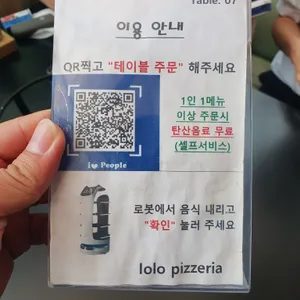 Table. 07
이용 안내
QR찍고 "테이블 주문" 해주세요
1인 1메뉴
이상 주문시
탄산음료 무료
(셀프서비스)
i People
로봇에서 음식 내리고
"확인" 눌러 주세요
lolo pizzeria